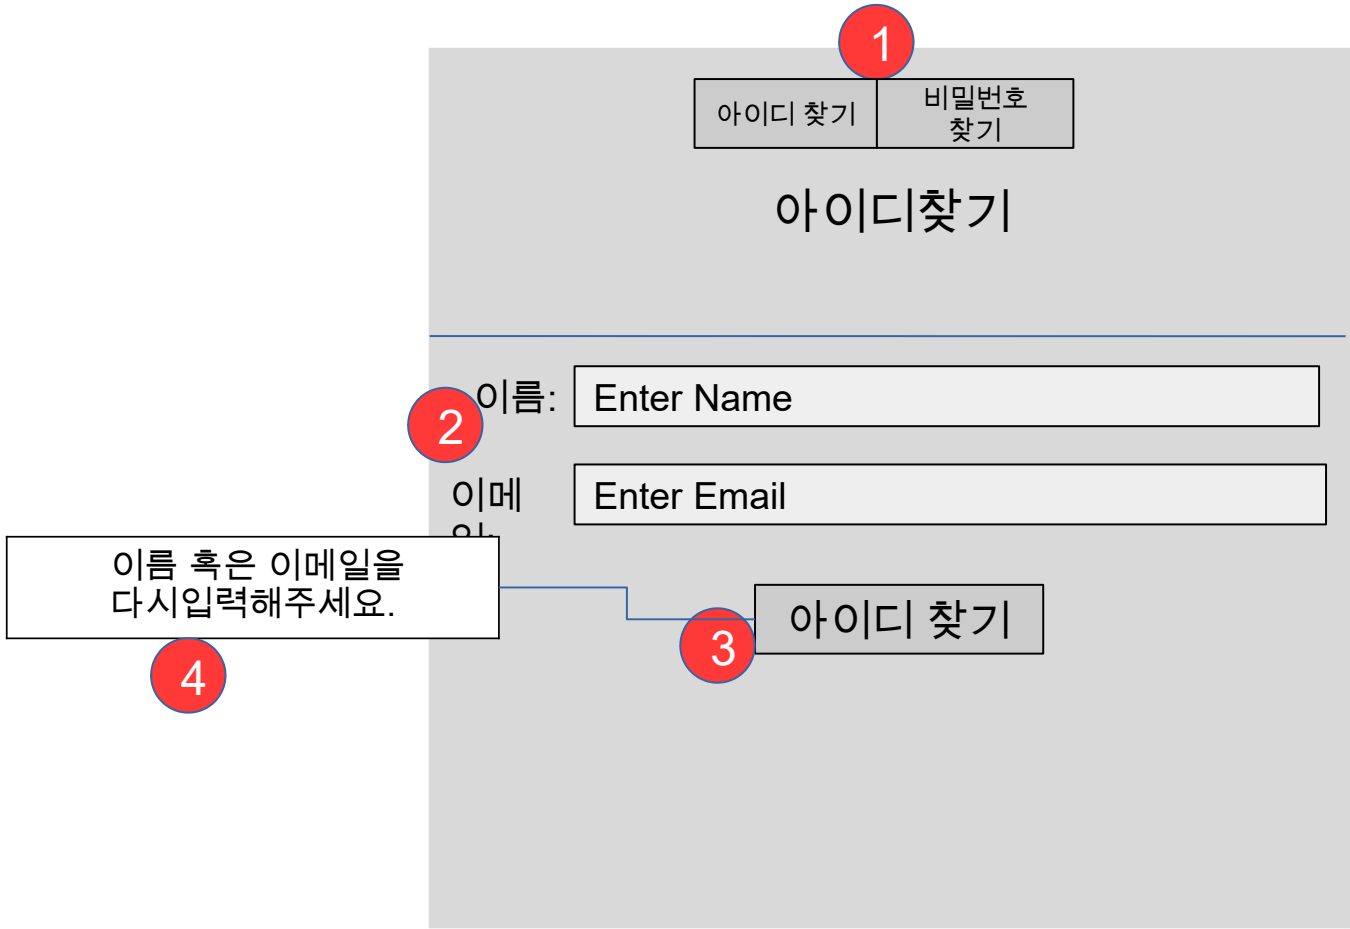 1
아이디 찾기
비밀번호
찾기
아이디찾기
이름:
Enter Name
2
이메
Enter Email
이름 혹은 이메일을
다시입력해주세요.
아이디 찾기
3
4